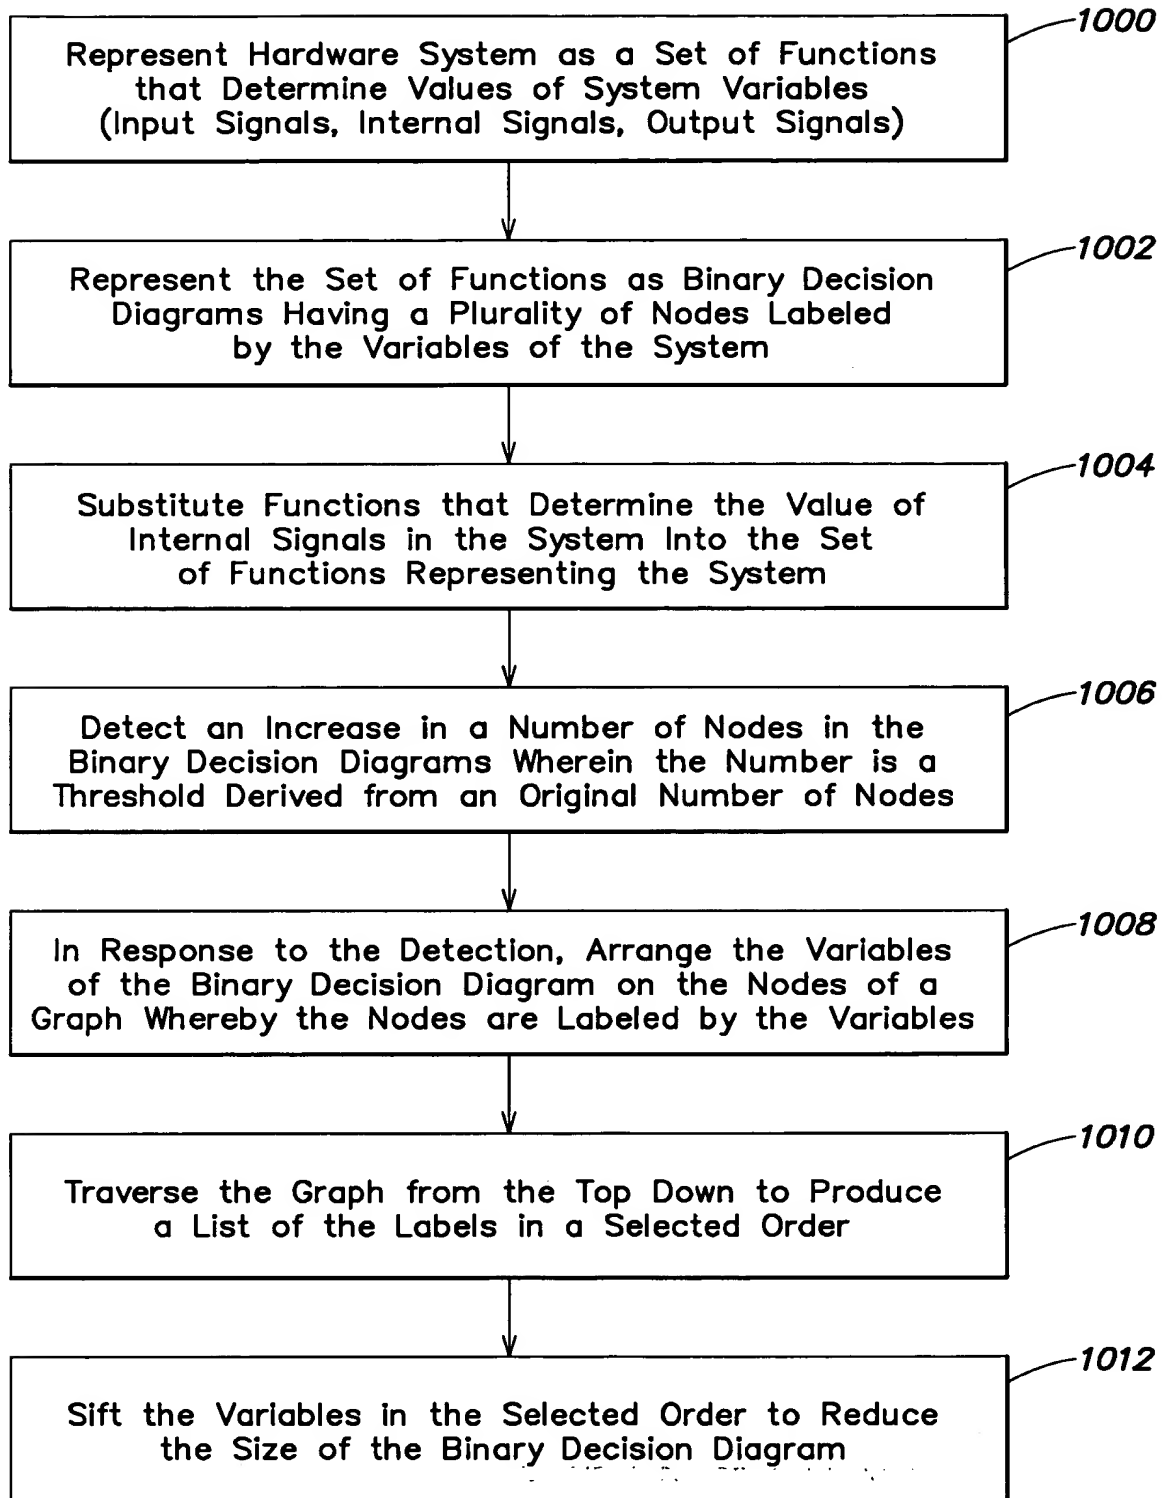 1000
Represent Hardware System as a Set of Functions
that Determine Values of System Variables
(Input Signals, Internal Signals, Output Signals)
1002
Represent the Set of Functions as Binary Decision
Diagrams Having a Plurality of Nodes Labeled
by the Variables of the System
1004
Substitute Functions that Determine the Value of
Internal Signals in the System Into the Set
of Functions Representing the System
1006
Detect an Increase in a Number of Nodes in the
Binary Decision Diagrams Wherein the Number is a
Threshold Derived from an Original Number of Nodes
1008
In Response to the Detection, Arrange the Variables
of the Binary Decision Diagram on the Nodes of a
Graph Whereby the Nodes are Labeled by the Variables
1010
Traverse the Graph from the Top Down to Produce
a List of the Labels in a Selected Order
1012
Sift the Variables in the Selected Order to Reduce
the Size of the Binary Decision Diagram